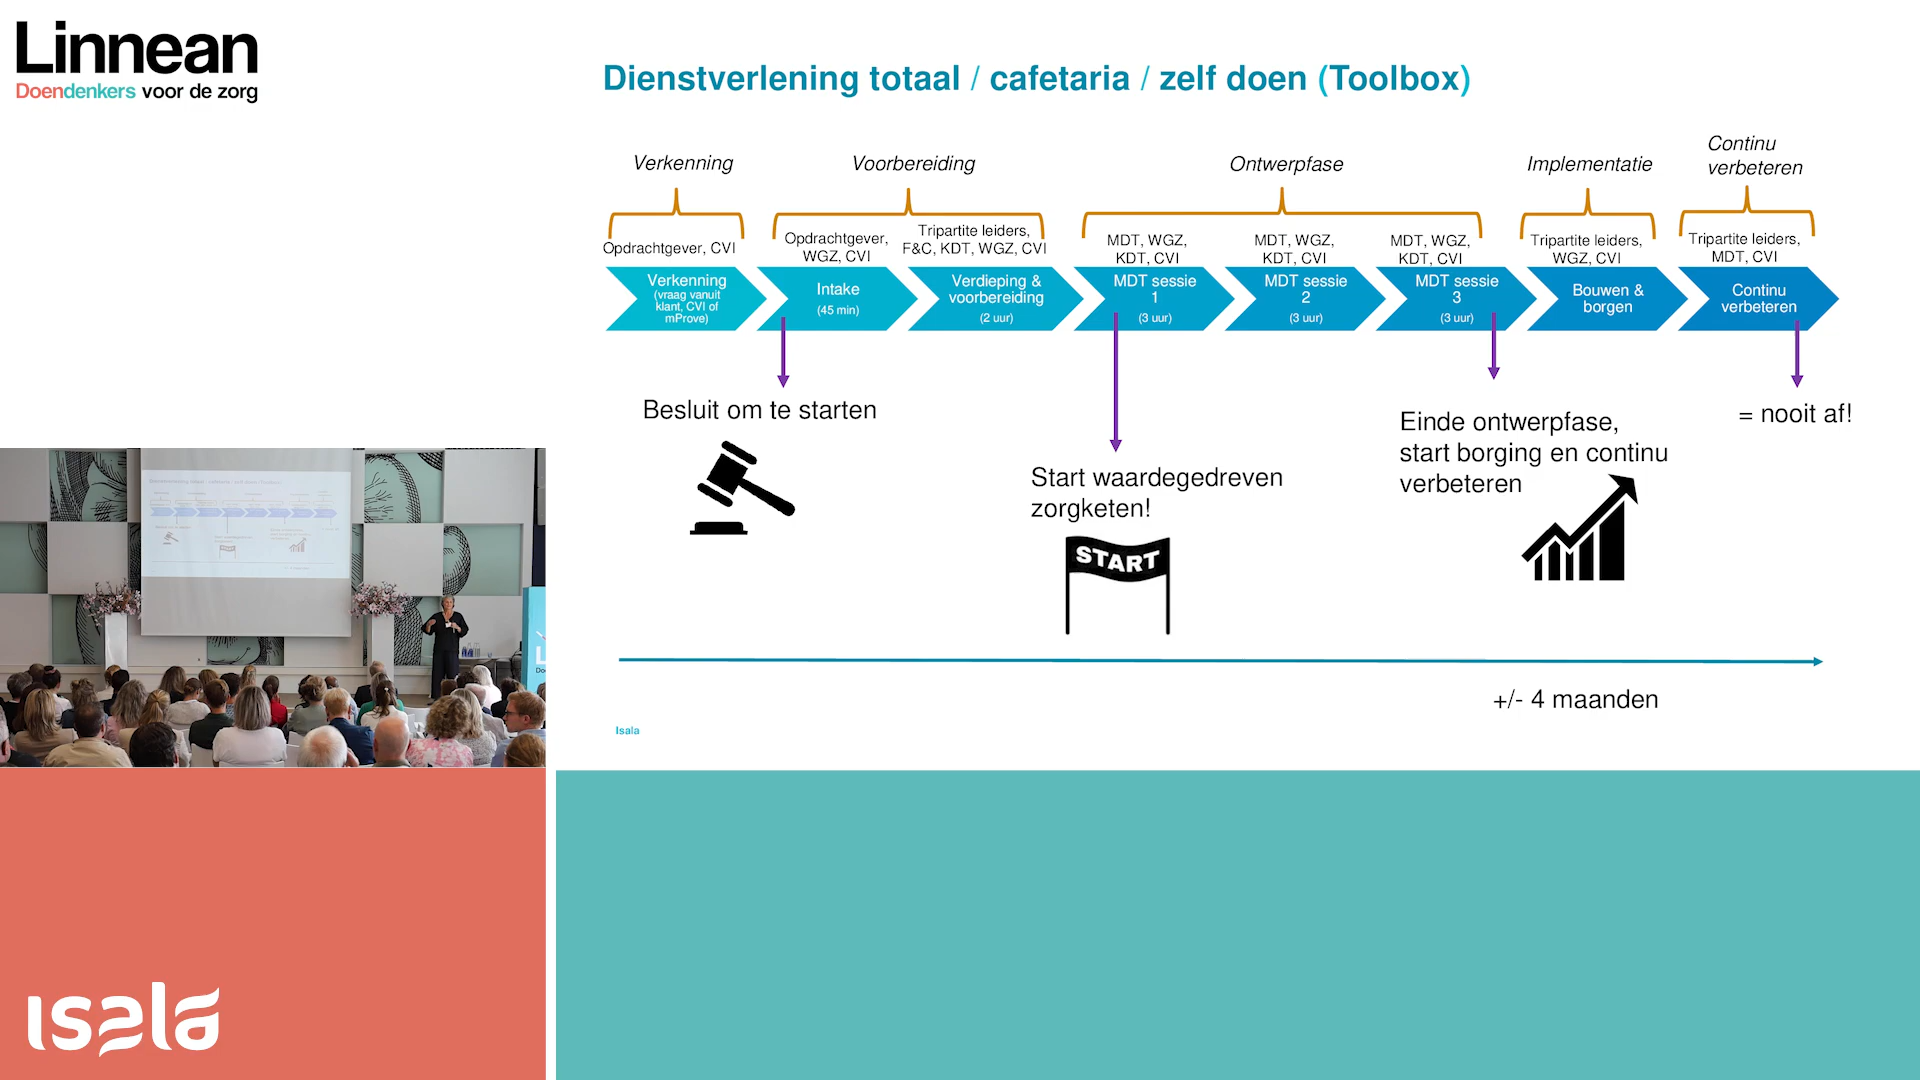 Linnean
Doendenkers voor de zorg
Dienstverlening totaal / cafetaria / zelf doen (Toolbox)
Verkenning
Voorbereiding
Ontwerpfase
Implementatie
Continu
verbeteren
Opdrachtgever, CVI
Opdrachtgever,
WGZ, CVI
Tripartite leiders,
F&C, KDT, WGZ, CVI
MDT, WGZ,
KDT, CVI
MDT, WGZ,
KDT, CVI
MDT, WGZ,
KDT, CVI
Tripartite leiders,
WGZ, CVI
Tripartite leiders,
MDT, CVI
Verkenning
(vraag vanuit
klant, CVI of
mProve)
Intake
(45 min)
Verdieping &
voorbereiding
(2 uur)
MDT sessie
1
(3 uur)
MDT sessie
2
(3 uur)
MDT sessie
3
(3 uur)
Bouwen &
borgen
Continu
verbeteren
Besluit om te starten
Start waardegedreven
zorgketen!
START
Einde ontwerpfase,
start borging en continu
verbeteren
= nooit af!
+/- 4 maanden
Isala
isala